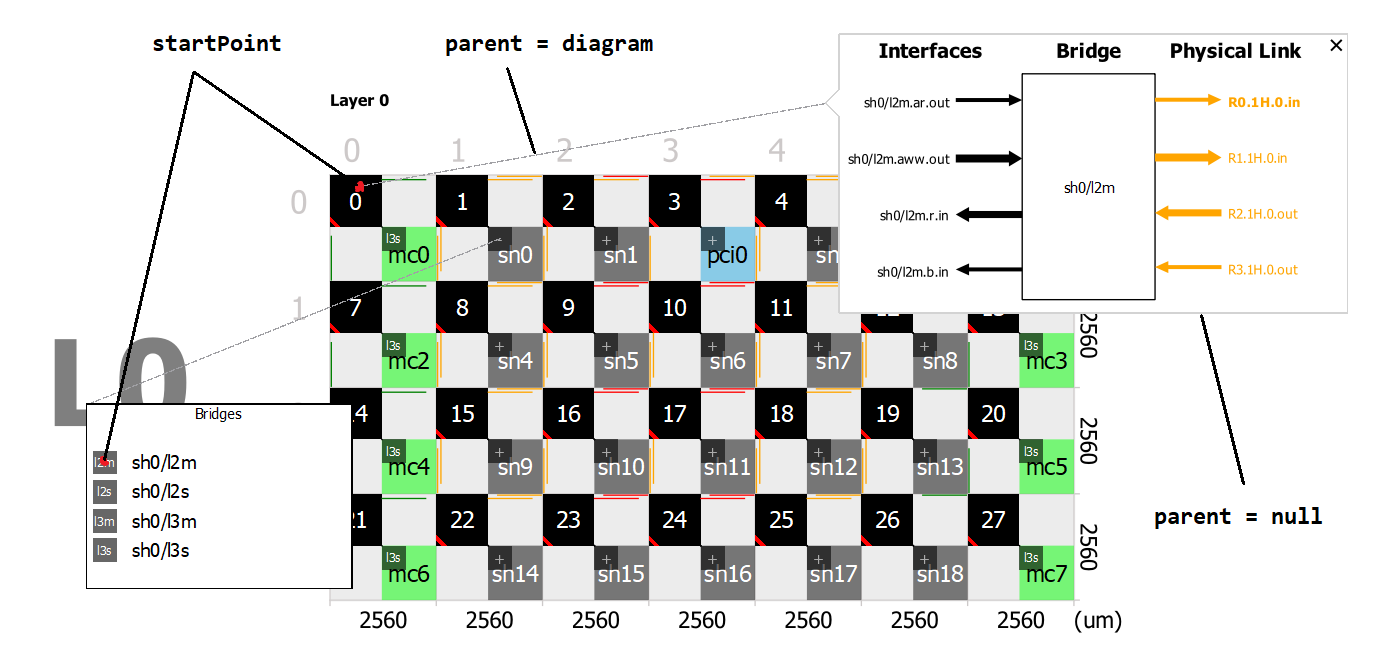 startPoint
parent = diagram
Layer 0
0 1 2 3 4
0 0 1 2 3 4
l3s mc0 + sn0 + sn1 + pci0 sn
1 7 8 9 10 11
l3s mc2 + sn4 + sn5 + sn6 + sn7 + sn8 l3s mc3
L0
14 15 16 17 18 19 20
l3s mc4 + sn9 + sn10 + sn11 + sn12 + sn13 l3s mc5
21 22 23 24 25 26 27
l3s mc6 + sn14 + sn15 + sn16 + sn17 + sn18 l3s mc7
2560 2560 2560 2560 2560 2560 2560 (um)
2560
2560
2560
Interfaces Bridge Physical Link ✕
sh0/l2m.ar.out R0.1H.0.in
sh0/l2m.aww.out R1.1H.0.in
sh0/l2m
sh0/l2m.r.in R2.1H.0.out
sh0/l2m.b.in R3.1H.0.out
Bridges
l2m sh0/l2m
l2s sh0/l2s
l3m sh0/l3m
l3s sh0/l3s
parent = null